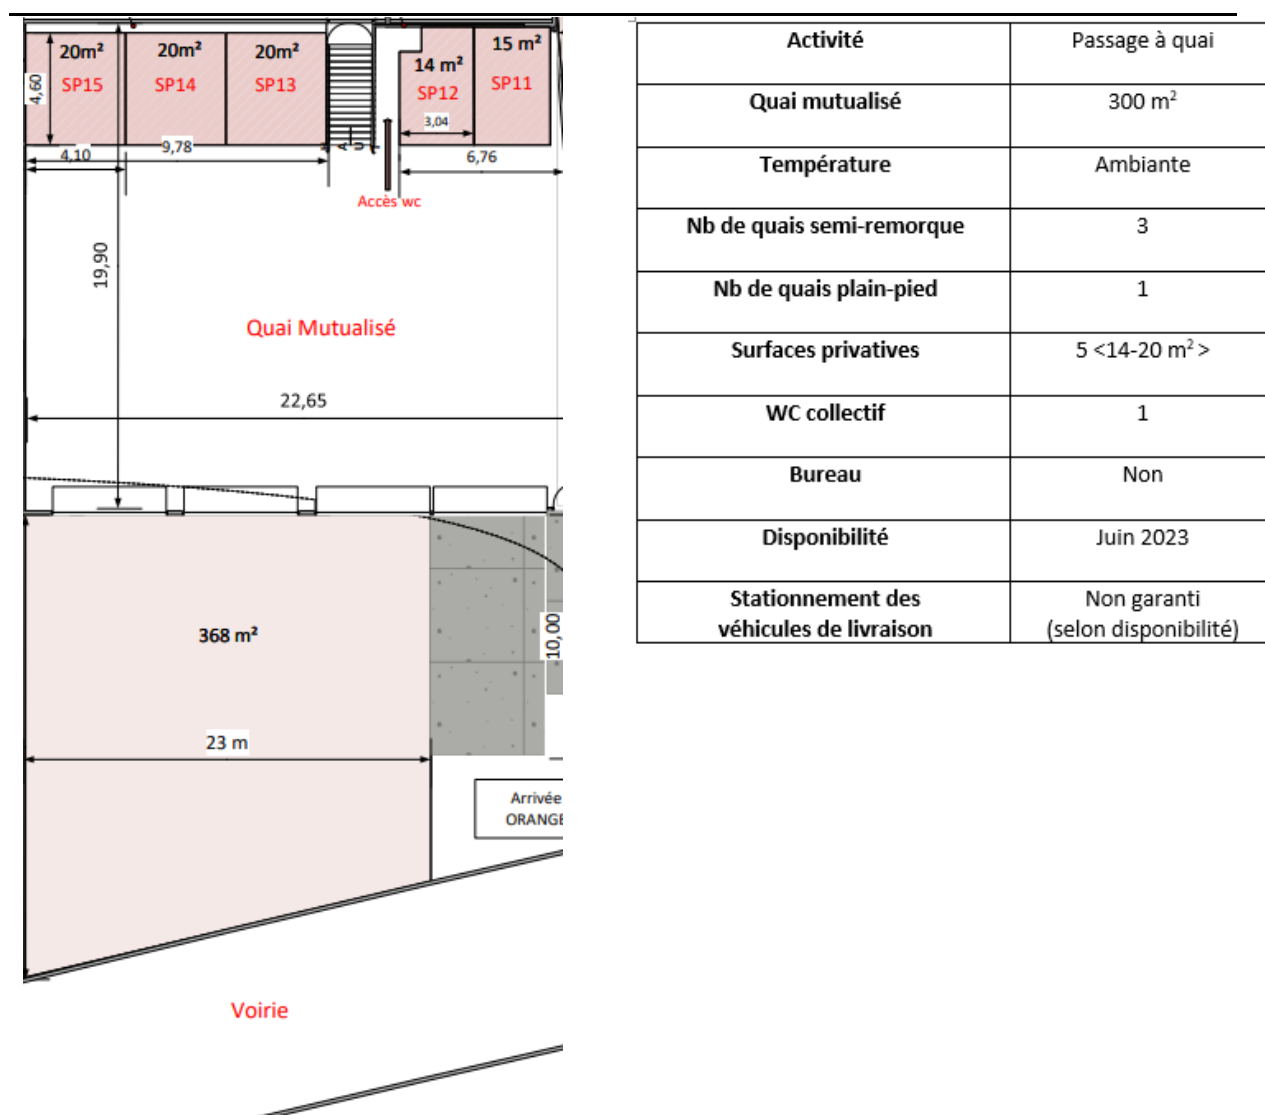 20m²
20m²
20m²
15 m²
14 m²
SP15
SP14
SP13
SP12
SP11
4,60
3,04
4,10
9,78
6,76
Accès wc
19,90
Quai Mutualisé
22,65
368 m²
10,00
23 m
Arrivée
ORANGE
Voirie
Activité Passage à quai
Quai mutualisé 300 m²
Température Ambiante
Nb de quais semi-remorque 3
Nb de quais plain-pied 1
Surfaces privatives 5 <14-20 m² >
WC collectif 1
Bureau Non
Disponibilité Juin 2023
Stationnement des Non garanti
véhicules de livraison (selon disponibilité)